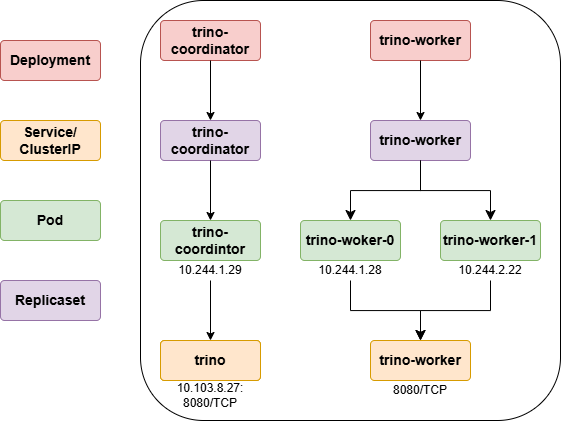 Deployment
Service/
ClusterIP
Pod
Replicaset
trino-
coordinator
trino-worker
trino-
coordinator
trino-worker
trino-
coordintor
10.244.1.29
trino-woker-0
10.244.1.28
trino-worker-1
10.244.2.22
trino
10.103.8.27:
8080/TCP
trino-worker
8080/TCP